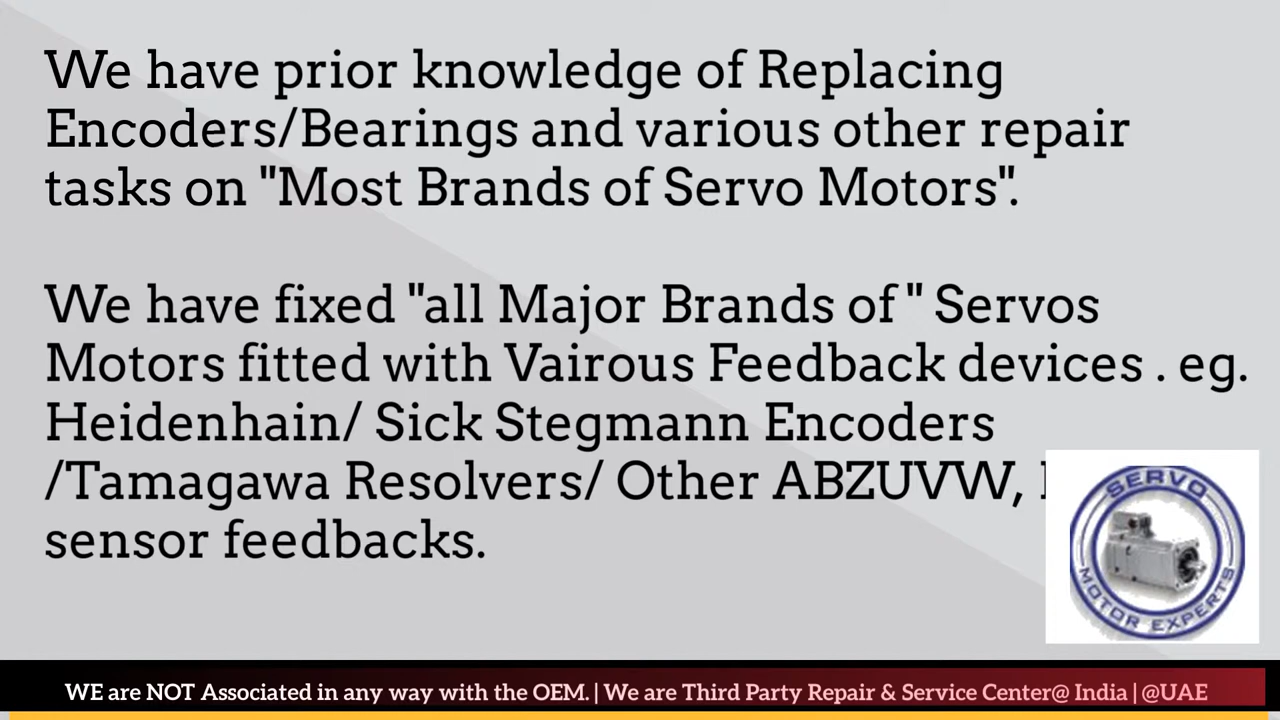 We have prior knowledge of Replacing
Encoders/Bearings and various other repair
tasks on "Most Brands of Servo Motors".
We have fixed "all Major Brands of " Servos
Motors fitted with Vairous Feedback devices . eg.
Heidenhain/ Sick Stegmann Encoders
/Tamagawa Resolvers/ Other ABZUVW,
sensor feedbacks.
SERVO
MOTOR EXPERTS
WE are NOT Associated in any way with the OEM. | We are Third Party Repair & Service Center@ India | @UAE